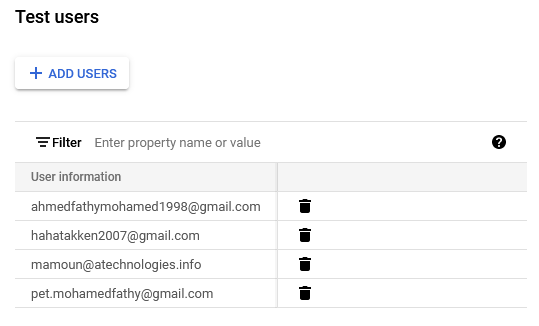 Test users
ADD USERS
Filter Enter property name or value
User information
ahmedfathymohamed1998@gmail.com
hahatakken2007@gmail.com
mamoun@atechnologies.info
pet.mohamedfathy@gmail.com